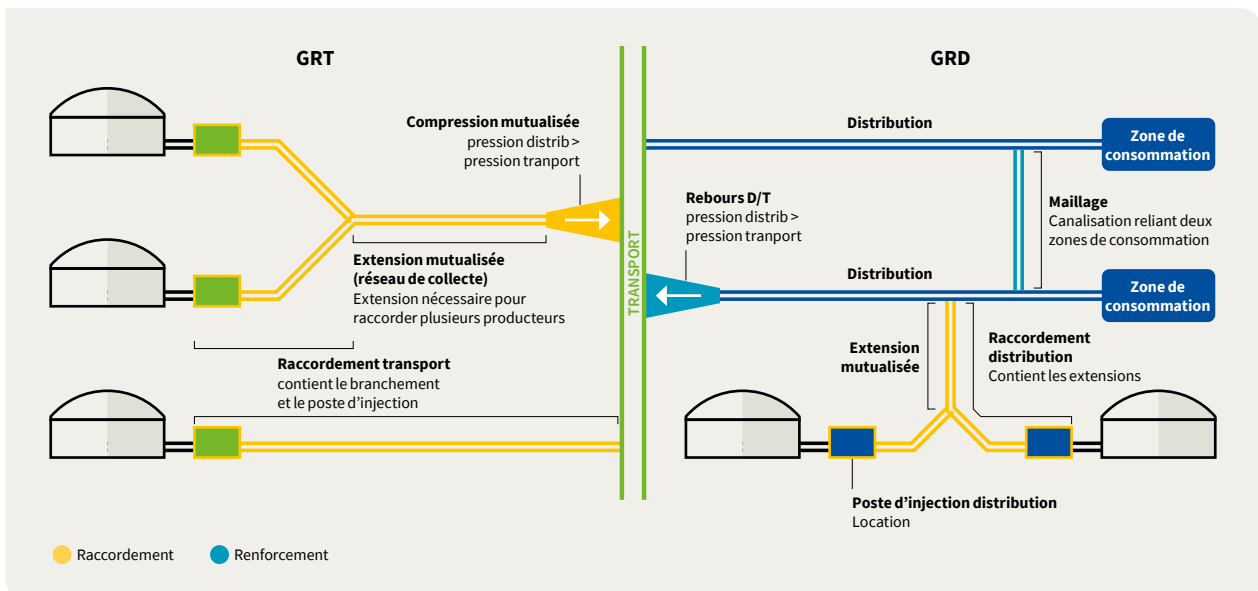 GRT
GRD
Compression mutualisée
pression distrib >
pression tranport
Distribution
Zone de
consommation
Rebours D/T
pression distrib >
pression tranport
Maillage
Canalisation reliant deux
zones de consommation
TRANSPORT
Extension mutualisée
(réseau de collecte)
Extension nécessaire pour
raccorder plusieurs producteurs
Distribution
Zone de
consommation
Raccordement transport
contient le branchement
et le poste d’injection
Extension
mutualisée
Raccordement
distribution
Contient les extensions
Poste d’injection distribution
Location
Raccordement
Renforcement